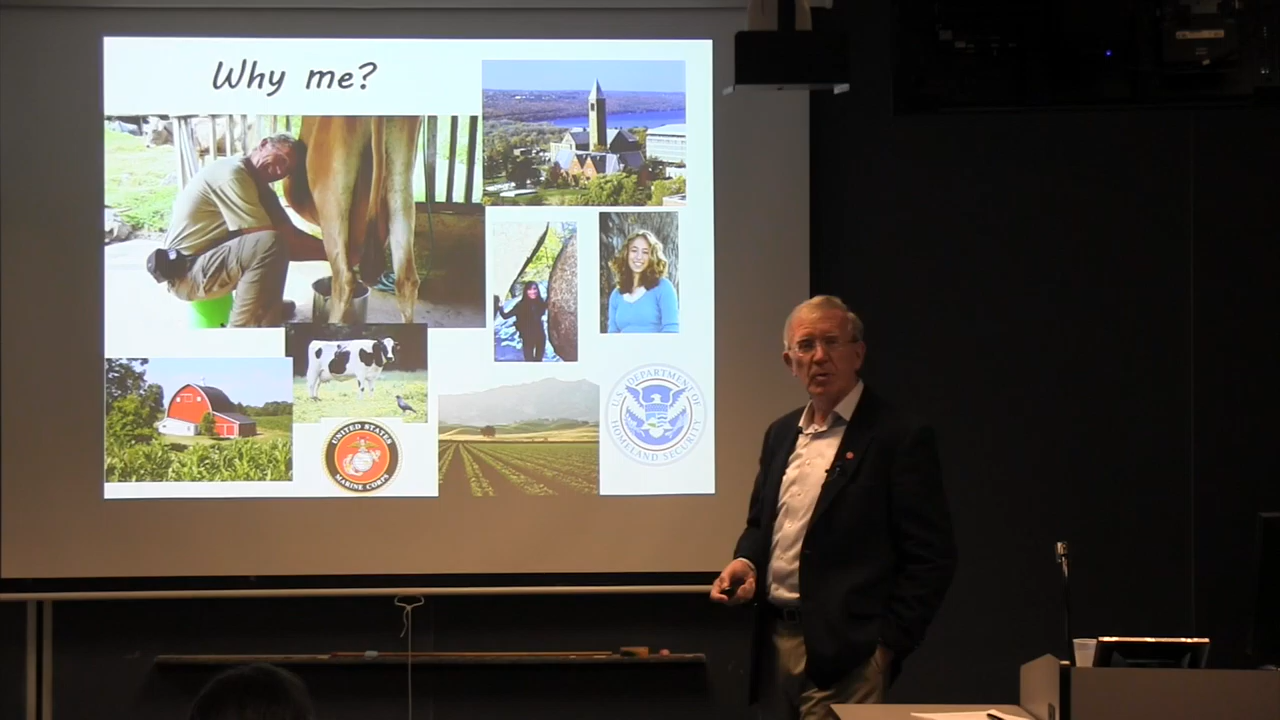 Why me?
UNITED STATES
MARINE CORPS
U.S. DEPARTMENT OF
HOMELAND SECURITY